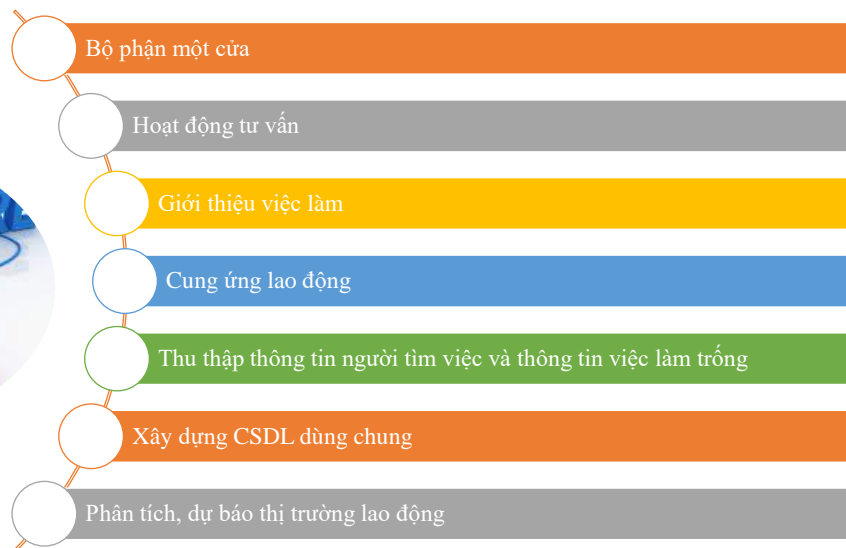 Bộ phận một cửa
Hoạt động tư vấn
Giới thiệu việc làm
Cung ứng lao động
Thu thập thông tin người tìm việc và thông tin việc làm trống
Xây dựng CSDL dùng chung
Phân tích, dự báo thị trường lao động